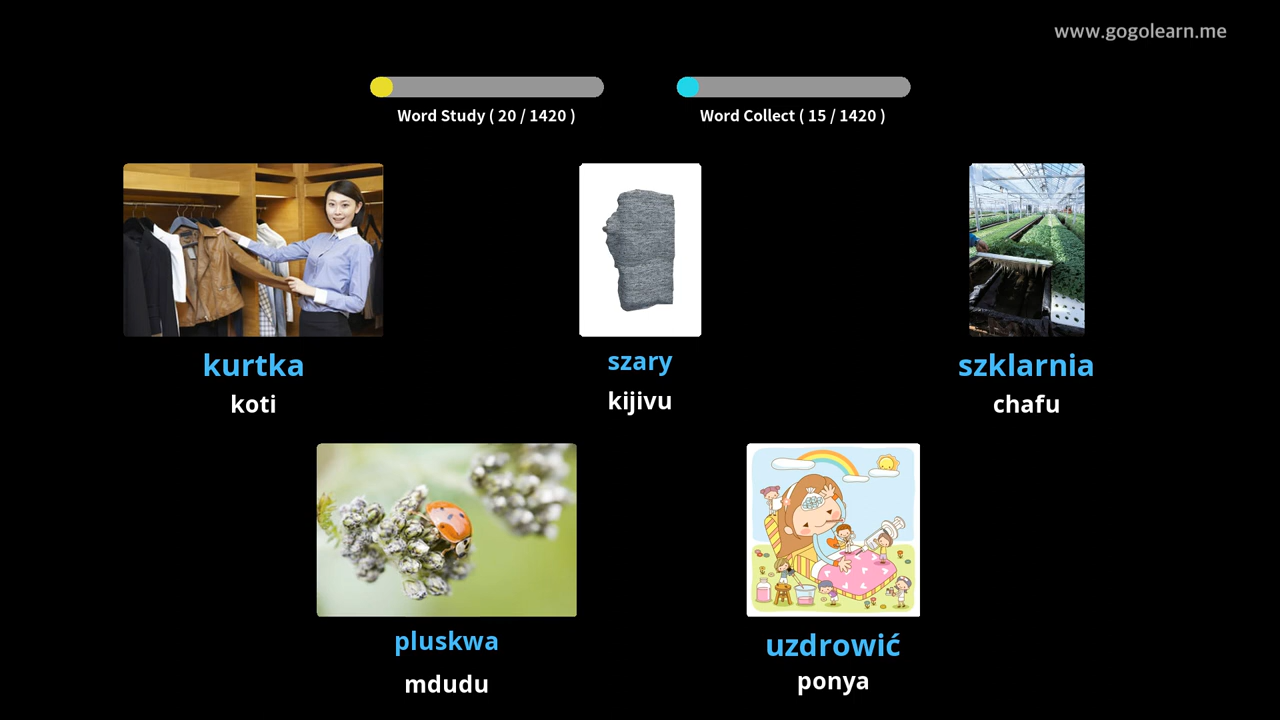 www.gogolearn.me
Word Study ( 20 / 1420 )
Word Collect ( 15 / 1420 )
kurtka
koti
szary
kijivu
szklarnia
chafu
pluskwa
mdudu
uzdrowić
ponya